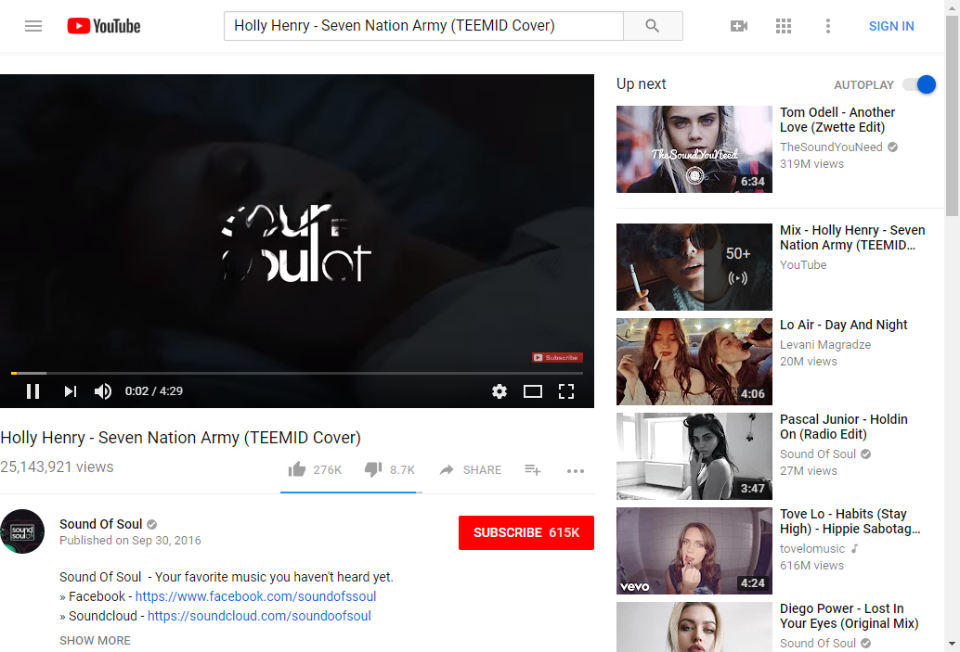 YouTube
Holly Henry - Seven Nation Army (TEEMID Cover)
SIGN IN
Subscribe
0:02 / 4:29
Holly Henry - Seven Nation Army (TEEMID Cover)
25,143,921 views
276K
8.7K
SHARE
Sound Of Soul
Published on Sep 30, 2016
SUBSCRIBE 615K
Sound Of Soul - Your favorite music you haven't heard yet.
» Facebook - https://www.facebook.com/soundofssoul
» Soundcloud - https://soundcloud.com/soundoofsoul
SHOW MORE
Up next
AUTOPLAY
TheSoundYouNeed
6:34
Tom Odell - Another
Love (Zwette Edit)
TheSoundYouNeed
319M views
50+
Mix - Holly Henry - Seven
Nation Army (TEEMID...
YouTube
4:06
Lo Air - Day And Night
Levani Magradze
20M views
3:47
Pascal Junior - Holdin
On (Radio Edit)
Sound Of Soul
27M views
vevo
4:24
Tove Lo - Habits (Stay
High) - Hippie Sabotag...
tovelomusic
616M views
Diego Power - Lost In
Your Eyes (Original Mix)
Sound Of Soul